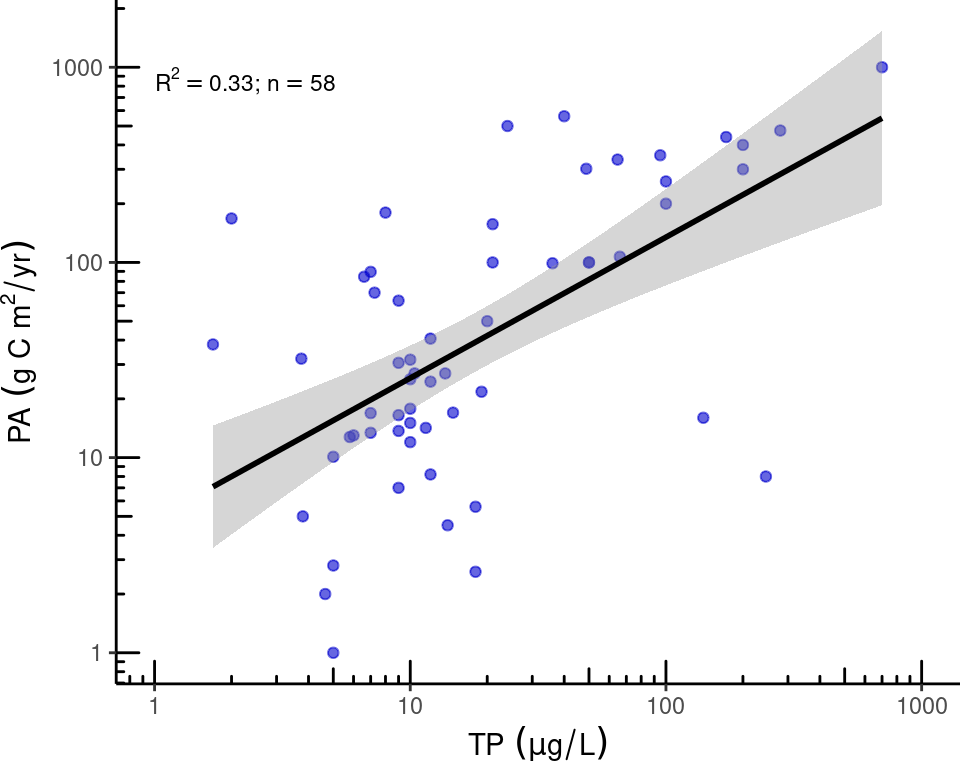 1000
R² = 0.33; n = 58
100
10
1
PA (g C m²/yr)
1 10 100 1000
TP (µg/L)